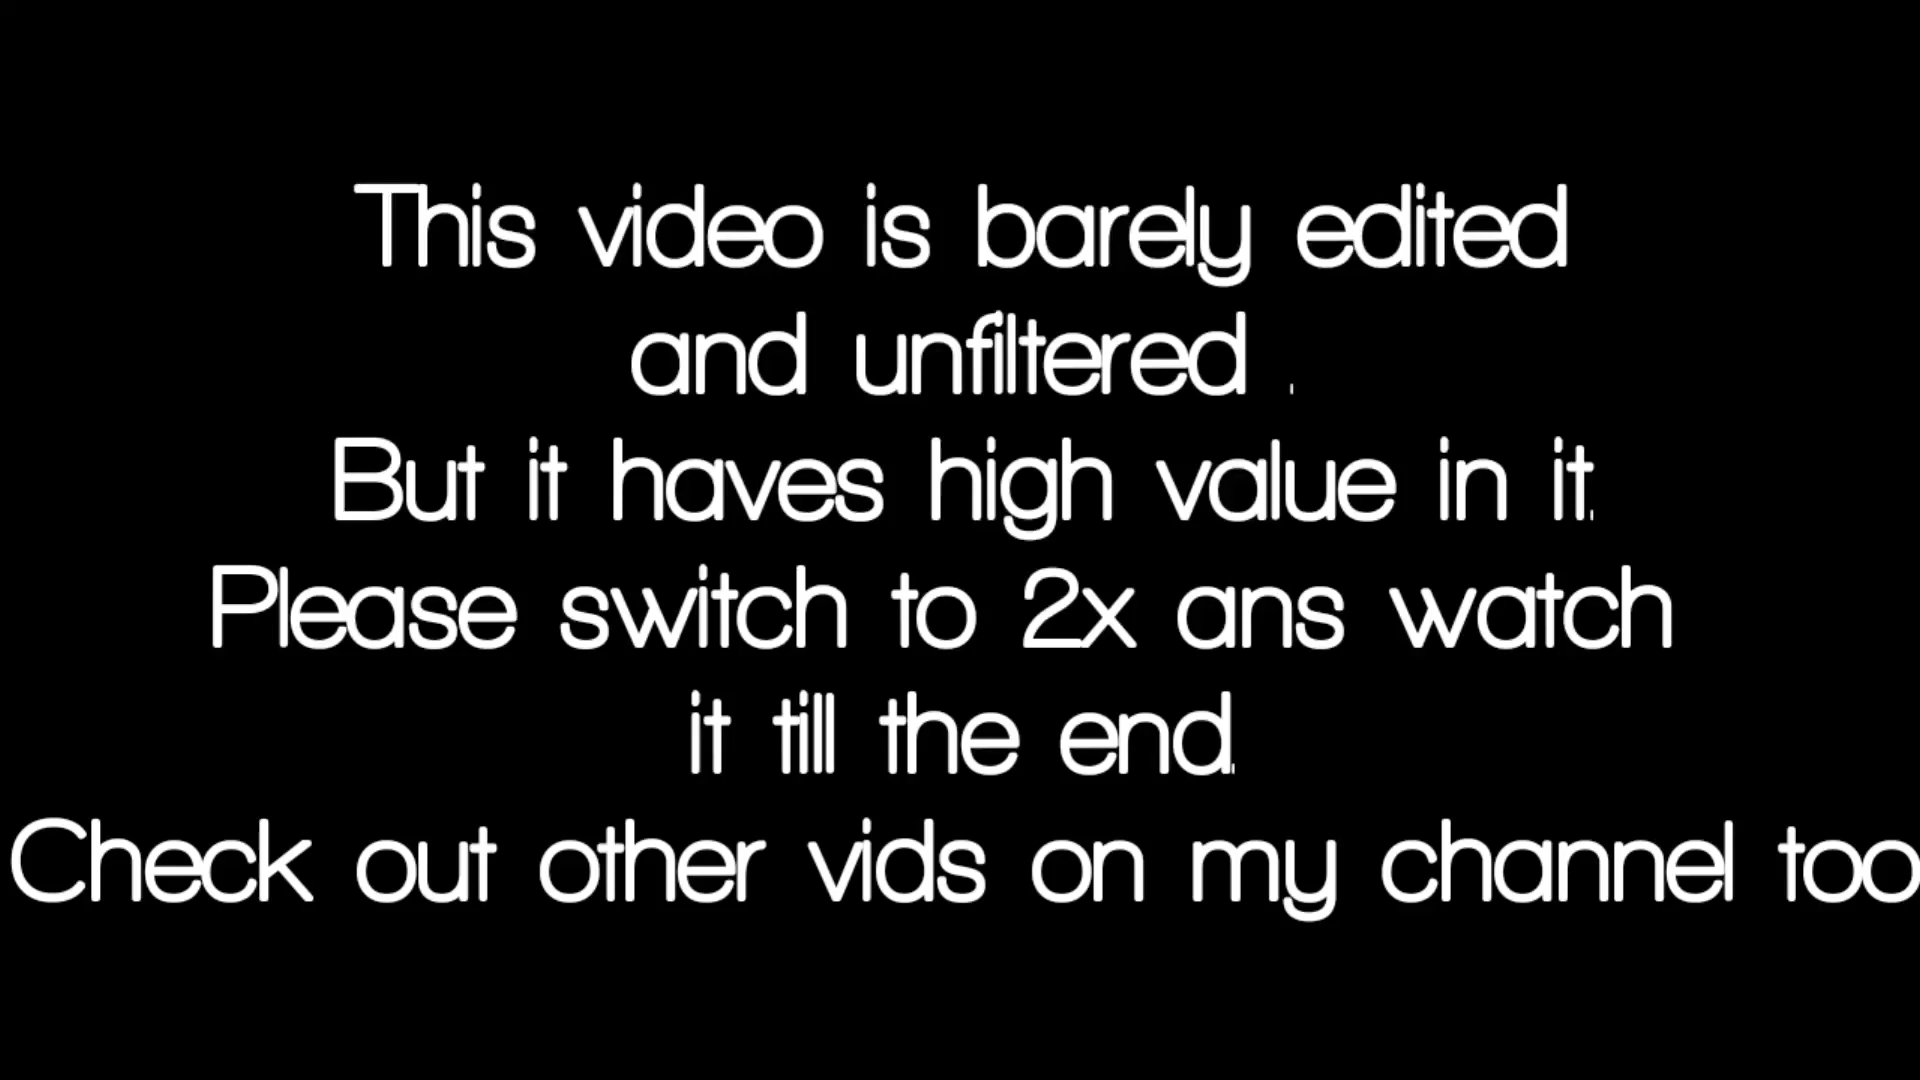 This video is barely edited
and unfiltered .
But it haves high value in it.
Please switch to 2x ans watch
it till the end.
Check out other vids on my channel too